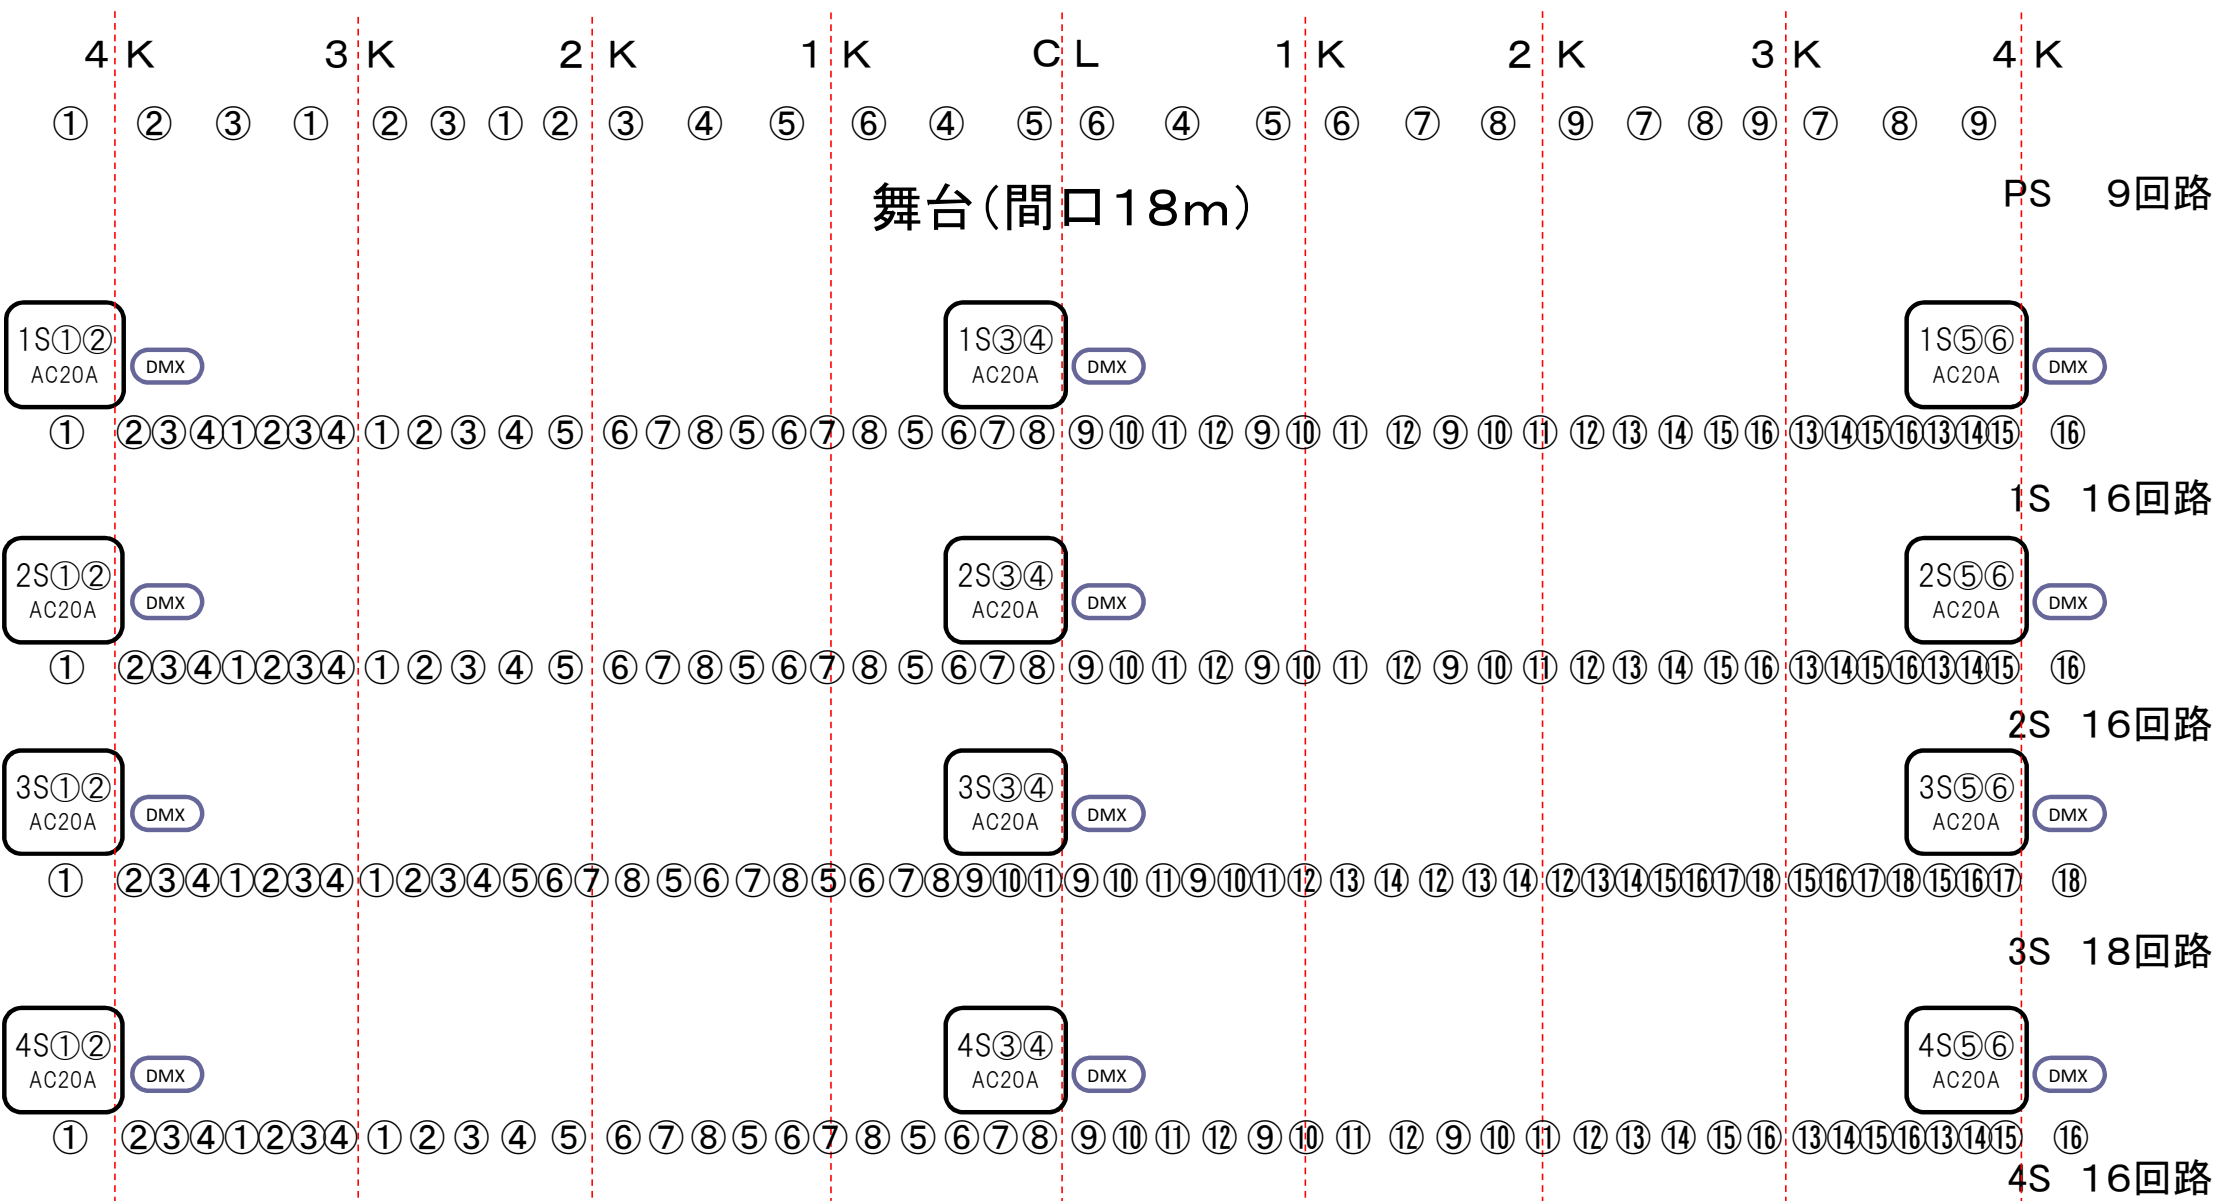 4K 3K 2K 1K CL 1K 2K 3K 4K
① ② ③ ① ② ③ ① ② ③ ④ ⑤ ⑥ ④ ⑤ ⑥ ④ ⑤ ⑥ ⑦ ⑧ ⑨ ⑦ ⑧ ⑨ ⑦ ⑧ ⑨
PS 9回路
舞台(間口18m)
1S①② 1S③④ 1S⑤⑥
AC20A DMX AC20A DMX AC20A DMX
① ②③④①②③④ ① ② ③ ④ ⑤ ⑥ ⑦ ⑧ ⑤ ⑥ ⑦ ⑧ ⑤ ⑥ ⑦ ⑧ ⑨ ⑩ ⑪ ⑫ ⑨ ⑩ ⑪ ⑫ ⑨ ⑩ ⑪ ⑫ ⑬ ⑭ ⑮ ⑯ ⑬⑭⑮⑯⑬⑭⑮ ⑯
1S 16回路
2S①② 2S③④ 2S⑤⑥
AC20A DMX AC20A DMX AC20A DMX
① ②③④①②③④ ① ② ③ ④ ⑤ ⑥ ⑦ ⑧ ⑤ ⑥ ⑦ ⑧ ⑤ ⑥ ⑦ ⑧ ⑨ ⑩ ⑪ ⑫ ⑨ ⑩ ⑪ ⑫ ⑨ ⑩ ⑪ ⑫ ⑬ ⑭ ⑮ ⑯ ⑬⑭⑮⑯⑬⑭⑮ ⑯
2S 16回路
3S①② 3S③④ 3S⑤⑥
AC20A DMX AC20A DMX AC20A DMX
① ②③④①②③④ ①②③④⑤⑥⑦ ⑧ ⑤ ⑥ ⑦ ⑧ ⑤ ⑥ ⑦ ⑧⑨⑩⑪ ⑨ ⑩ ⑪⑨⑩⑪⑫ ⑬ ⑭ ⑫ ⑬ ⑭ ⑫⑬⑭⑮⑯⑰⑱ ⑮⑯⑰⑱ ⑮⑯⑰ ⑱
3S 18回路
4S①② 4S③④ 4S⑤⑥
AC20A DMX AC20A DMX AC20A DMX
① ②③④①②③④ ① ② ③ ④ ⑤ ⑥ ⑦ ⑧ ⑤ ⑥ ⑦ ⑧ ⑤ ⑥ ⑦ ⑧ ⑨ ⑩ ⑪ ⑫ ⑨ ⑩ ⑪ ⑫ ⑨ ⑩ ⑪ ⑫ ⑬ ⑭ ⑮ ⑯ ⑬⑭⑮⑯⑬⑭⑮ ⑯
4S 16回路